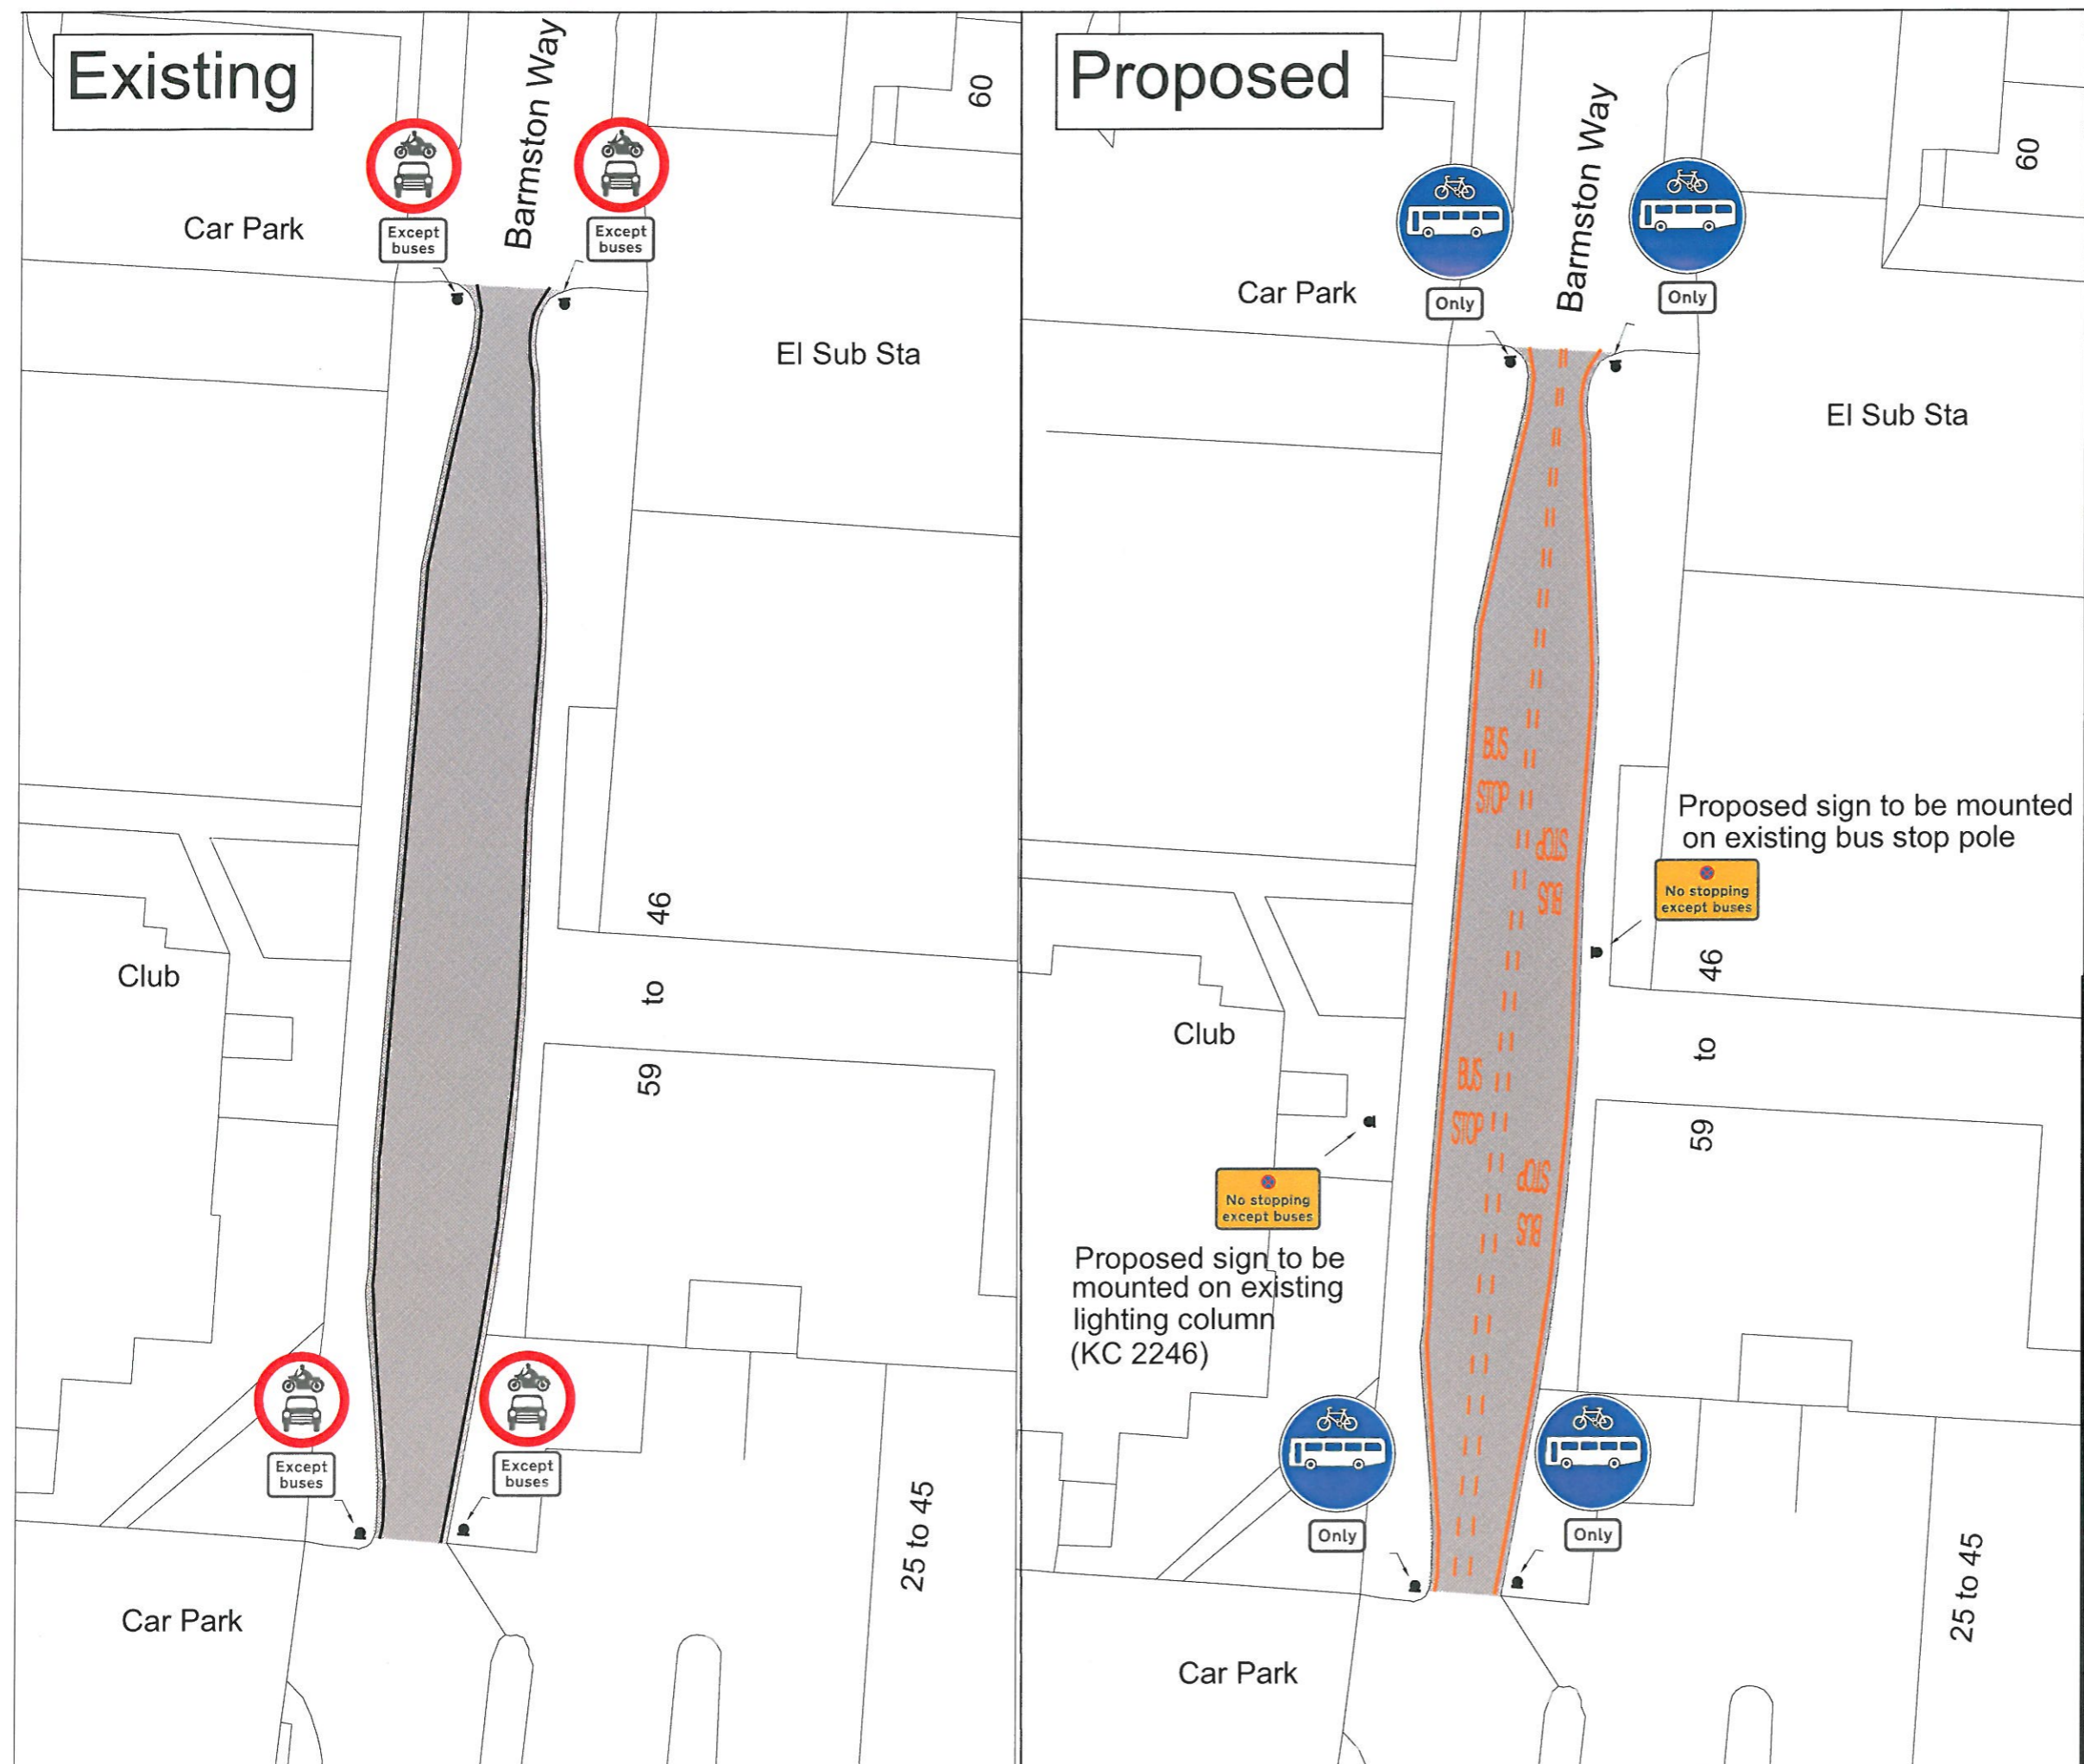 Existing
Barmston Way
60
Except
buses
Except
buses
Car Park
El Sub Sta
46
to
59
Club
Except
buses
Except
buses
25 to 45
Car Park
Proposed
Barmston Way
60
Only
Only
Car Park
El Sub Sta
BUS
STOP
STOP
BUS
Proposed sign to be mounted
on existing bus stop pole
No stopping
except buses
46
to
59
Club
BUS
STOP
STOP
BUS
No stopping
except buses
Proposed sign to be
mounted on existing
lighting column
(KC 2246)
Only
Only
25 to 45
Car Park